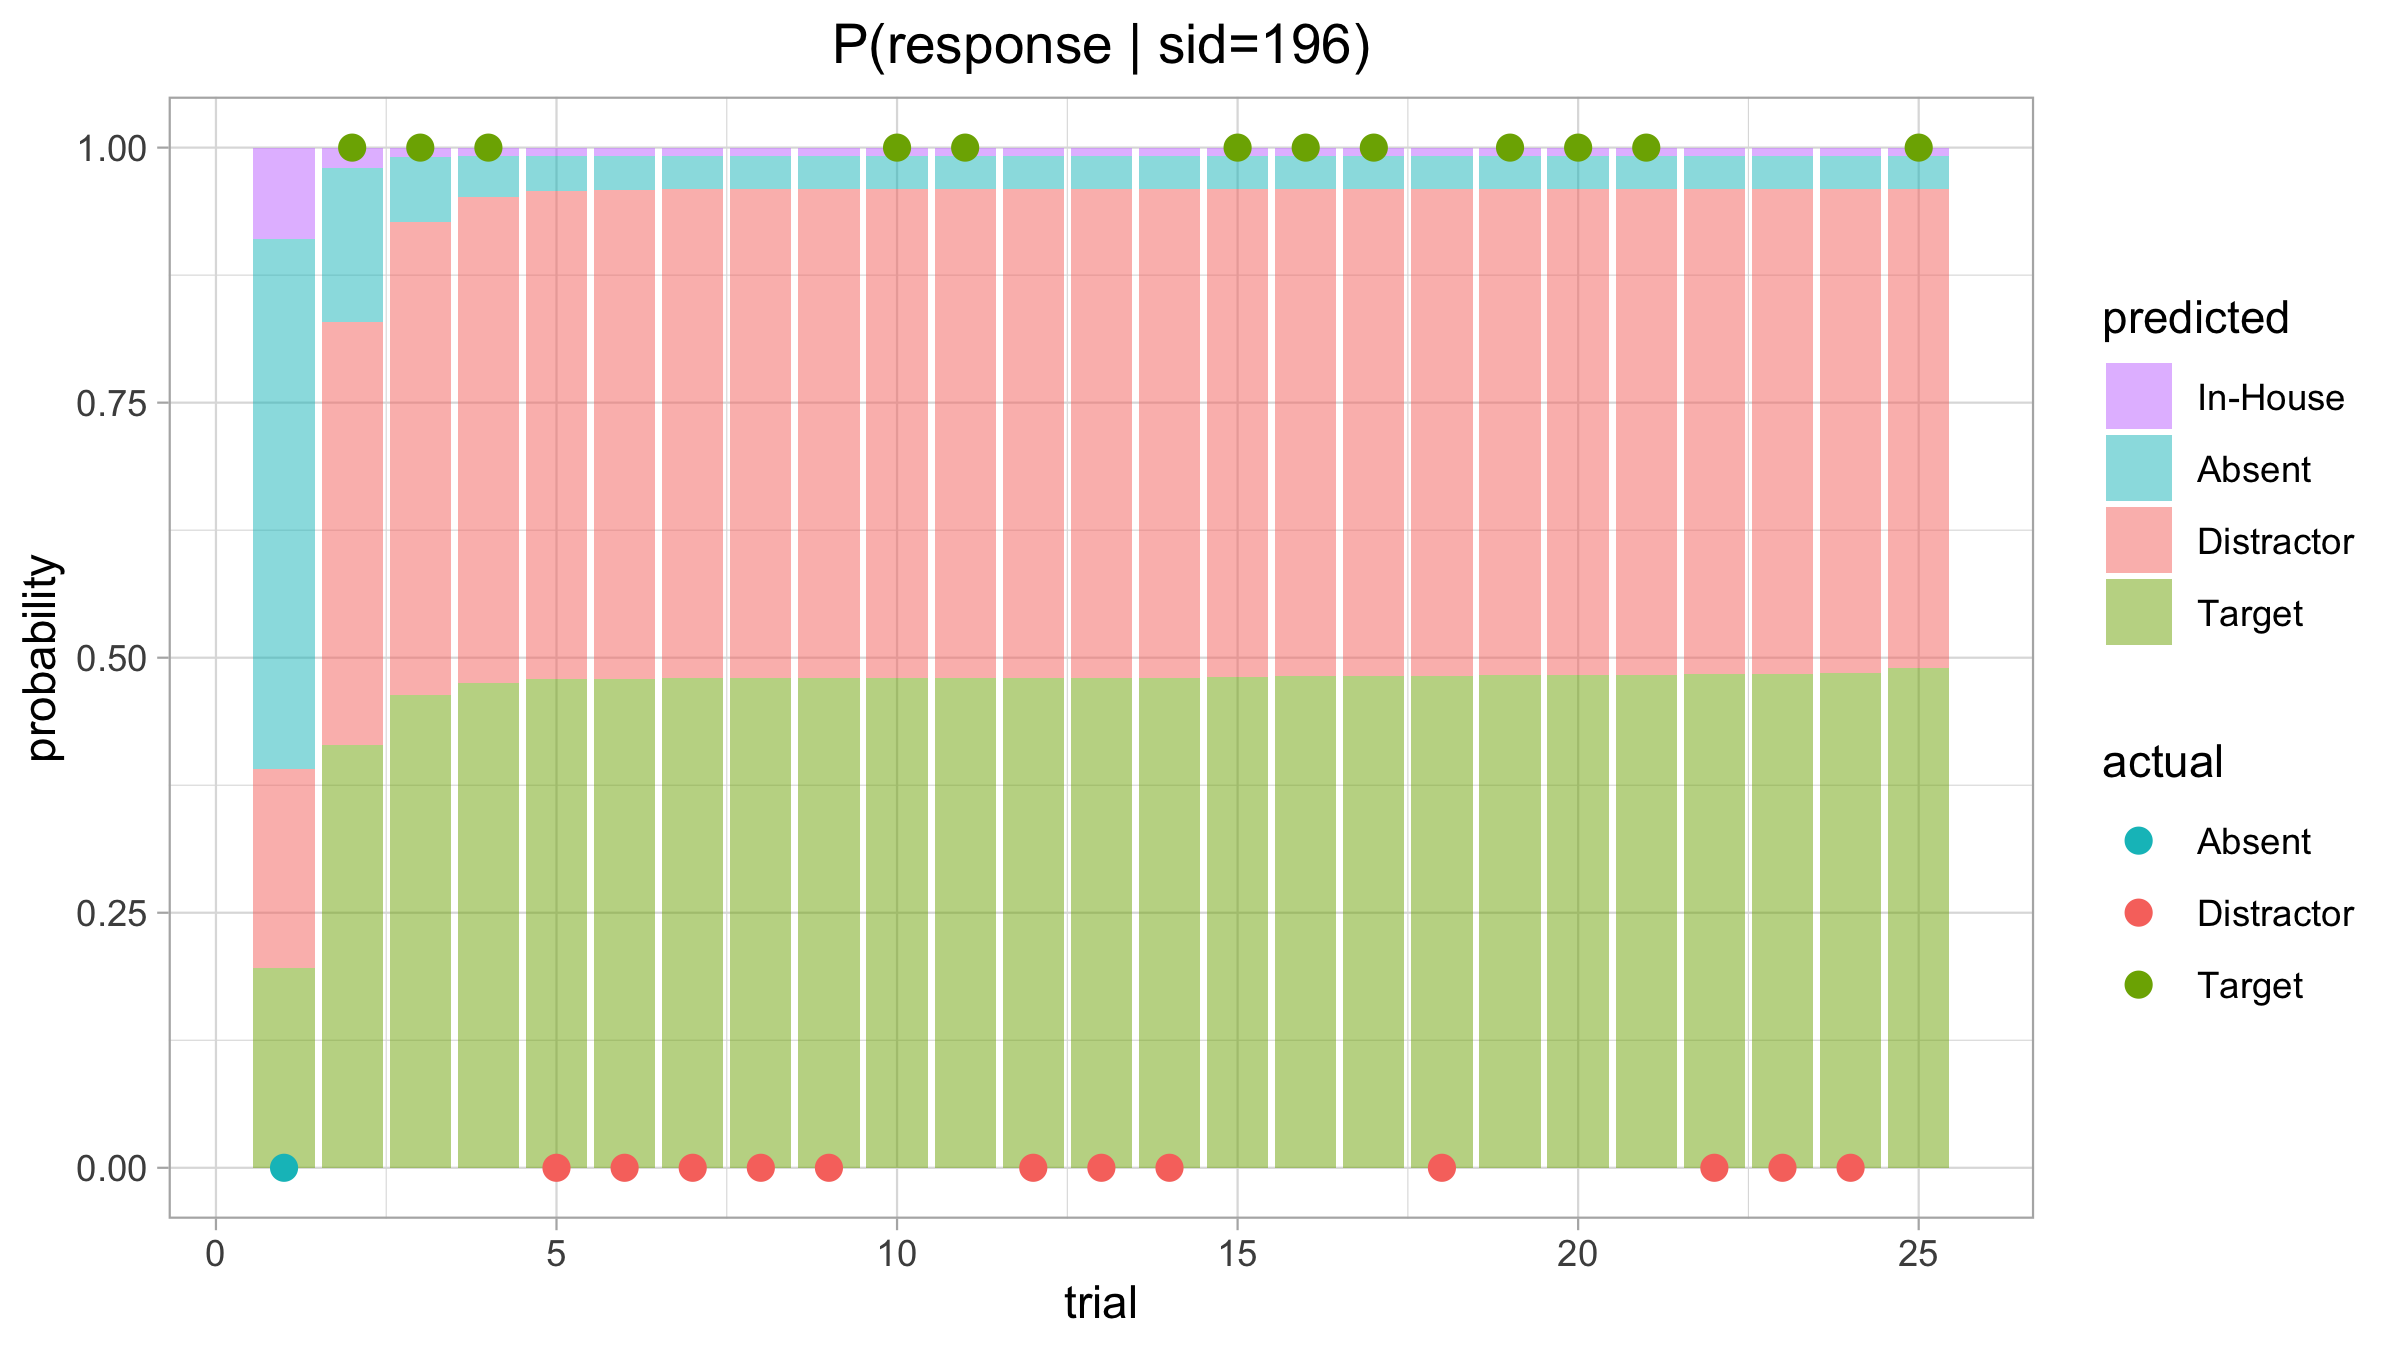 P(response | sid=196)
probability
1.00
0.75
0.50
0.25
0.00
0 5 10 15 20 25
trial
predicted
In-House
Absent
Distractor
Target
actual
Absent
Distractor
Target